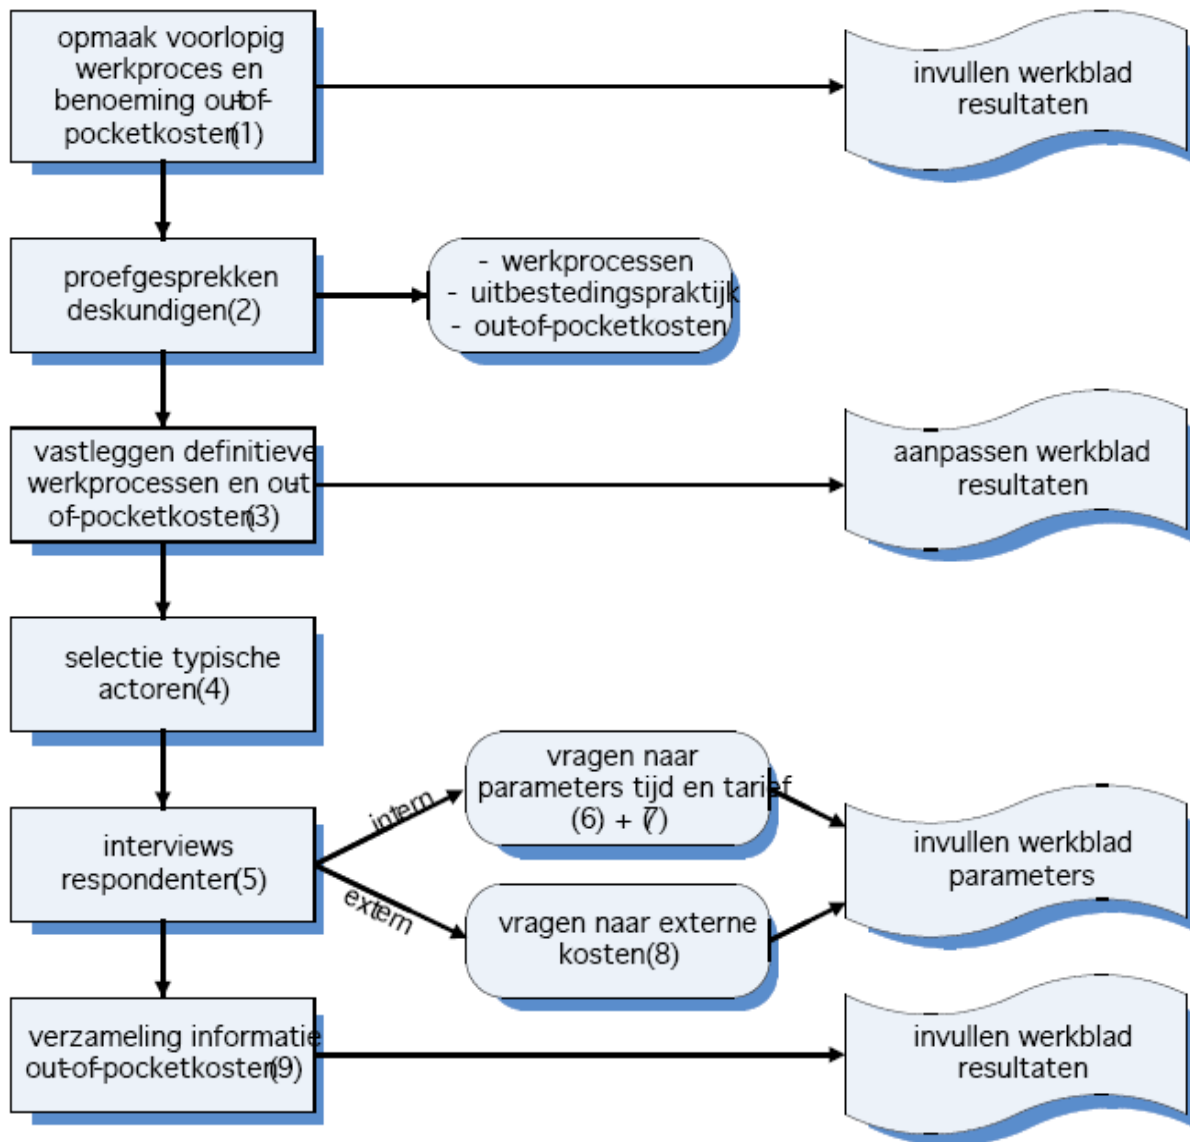 opmaak voorlopig
werkproces en
benoeming out-of-
pocketkosten(1)
invullen werkblad
resultaten
proefgesprekken
deskundigen(2)
- werkprocessen
- uitbestedingspraktijk
- out-of-pocketkosten
vastleggen definitieve
werkprocessen en out-
of-pocketkosten(3)
aanpassen werkblad
resultaten
selectie typische
actoren(4)
interviews
respondenten(5)
intern
extern
vragen naar
parameters tijd en tarief
(6) + (7)
vragen naar externe
kosten(8)
invullen werkblad
parameters
verzameling informatie
out-of-pocketkosten(9)
invullen werkblad
resultaten